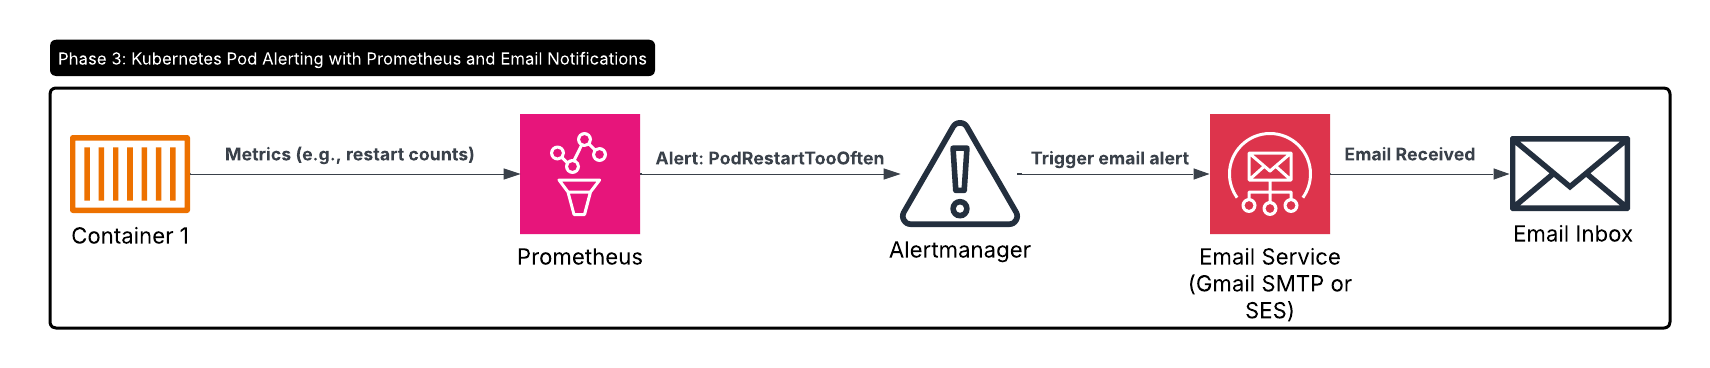 Phase 3: Kubernetes Pod Alerting with Prometheus and Email Notifications
Metrics (e.g., restart counts)
Alert: PodRestartTooOften
Trigger email alert
Email Received
Container 1
Prometheus
Alertmanager
Email Service
(Gmail SMTP or
SES)
Email Inbox